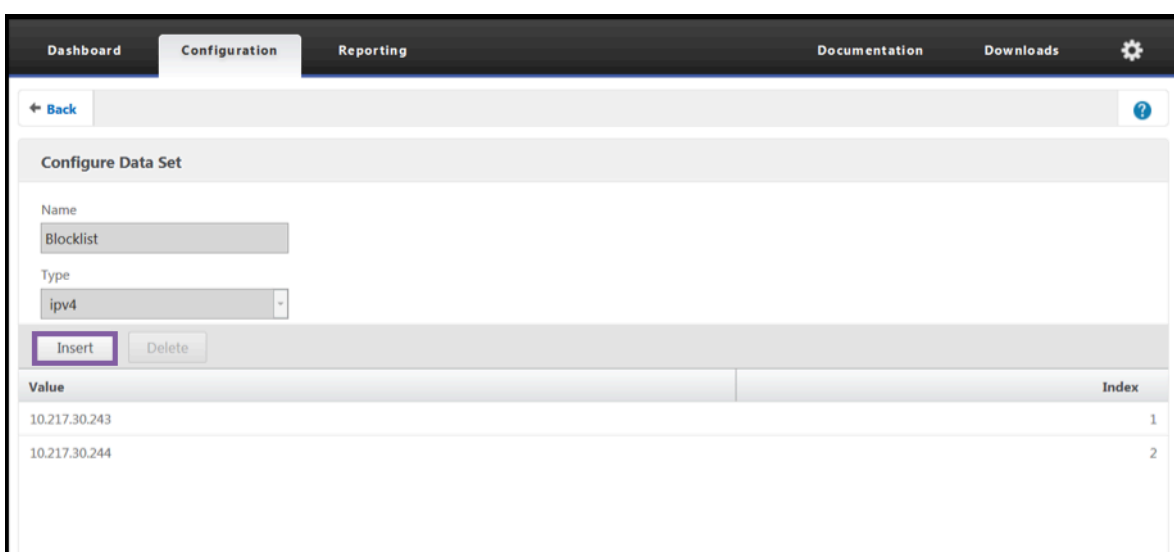 Dashboard Configuration Reporting Documentation Downloads
Back ?
Configure Data Set
Name
Blocklist
Type
ipv4
Insert Delete
Value Index
10.217.30.243 1
10.217.30.244 2